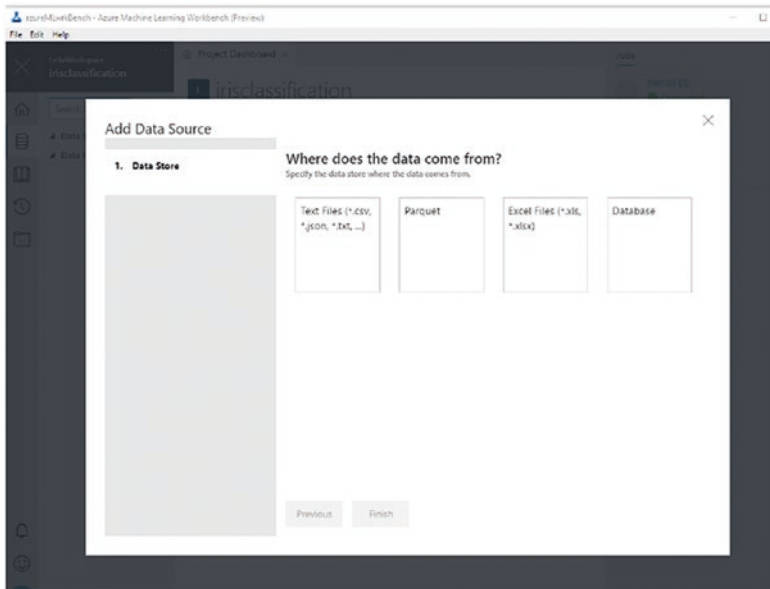 azureMLwrkBench - Azure Machine Learning Workbench (Preview)
File Edit Help
irisclassification
Project Dashboard
irisclassification
Add Data Source
1. Data Store
Where does the data come from?
Specify the data store where the data comes from.
Text Files (*.csv,
*.json, *.txt, ...)
Parquet
Excel Files (*.xls,
*.xlsx)
Database
Previous
Finish